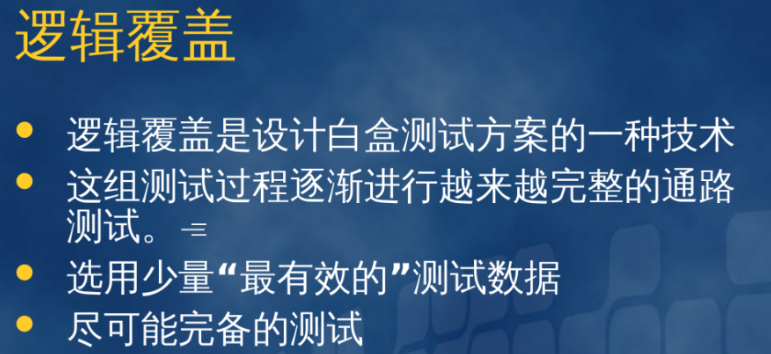 逻辑覆盖
• 逻辑覆盖是设计白盒测试方案的一种技术
• 这组测试过程逐渐进行越来越完整的通路
测试。
• 选用少量“最有效的”测试数据
• 尽可能完备的测试